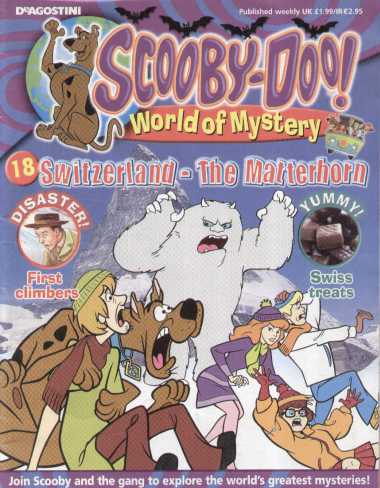 DeAGOSTINI
Published weekly UK £1.99/IR€2.95
SCOOBY-DOO!
World of Mystery
18 Switzerland - The Matterhorn
DISASTER!
First
climbers
YUMMY!
Swiss
treats
Join Scooby and the gang to explore the world's greatest mysteries!